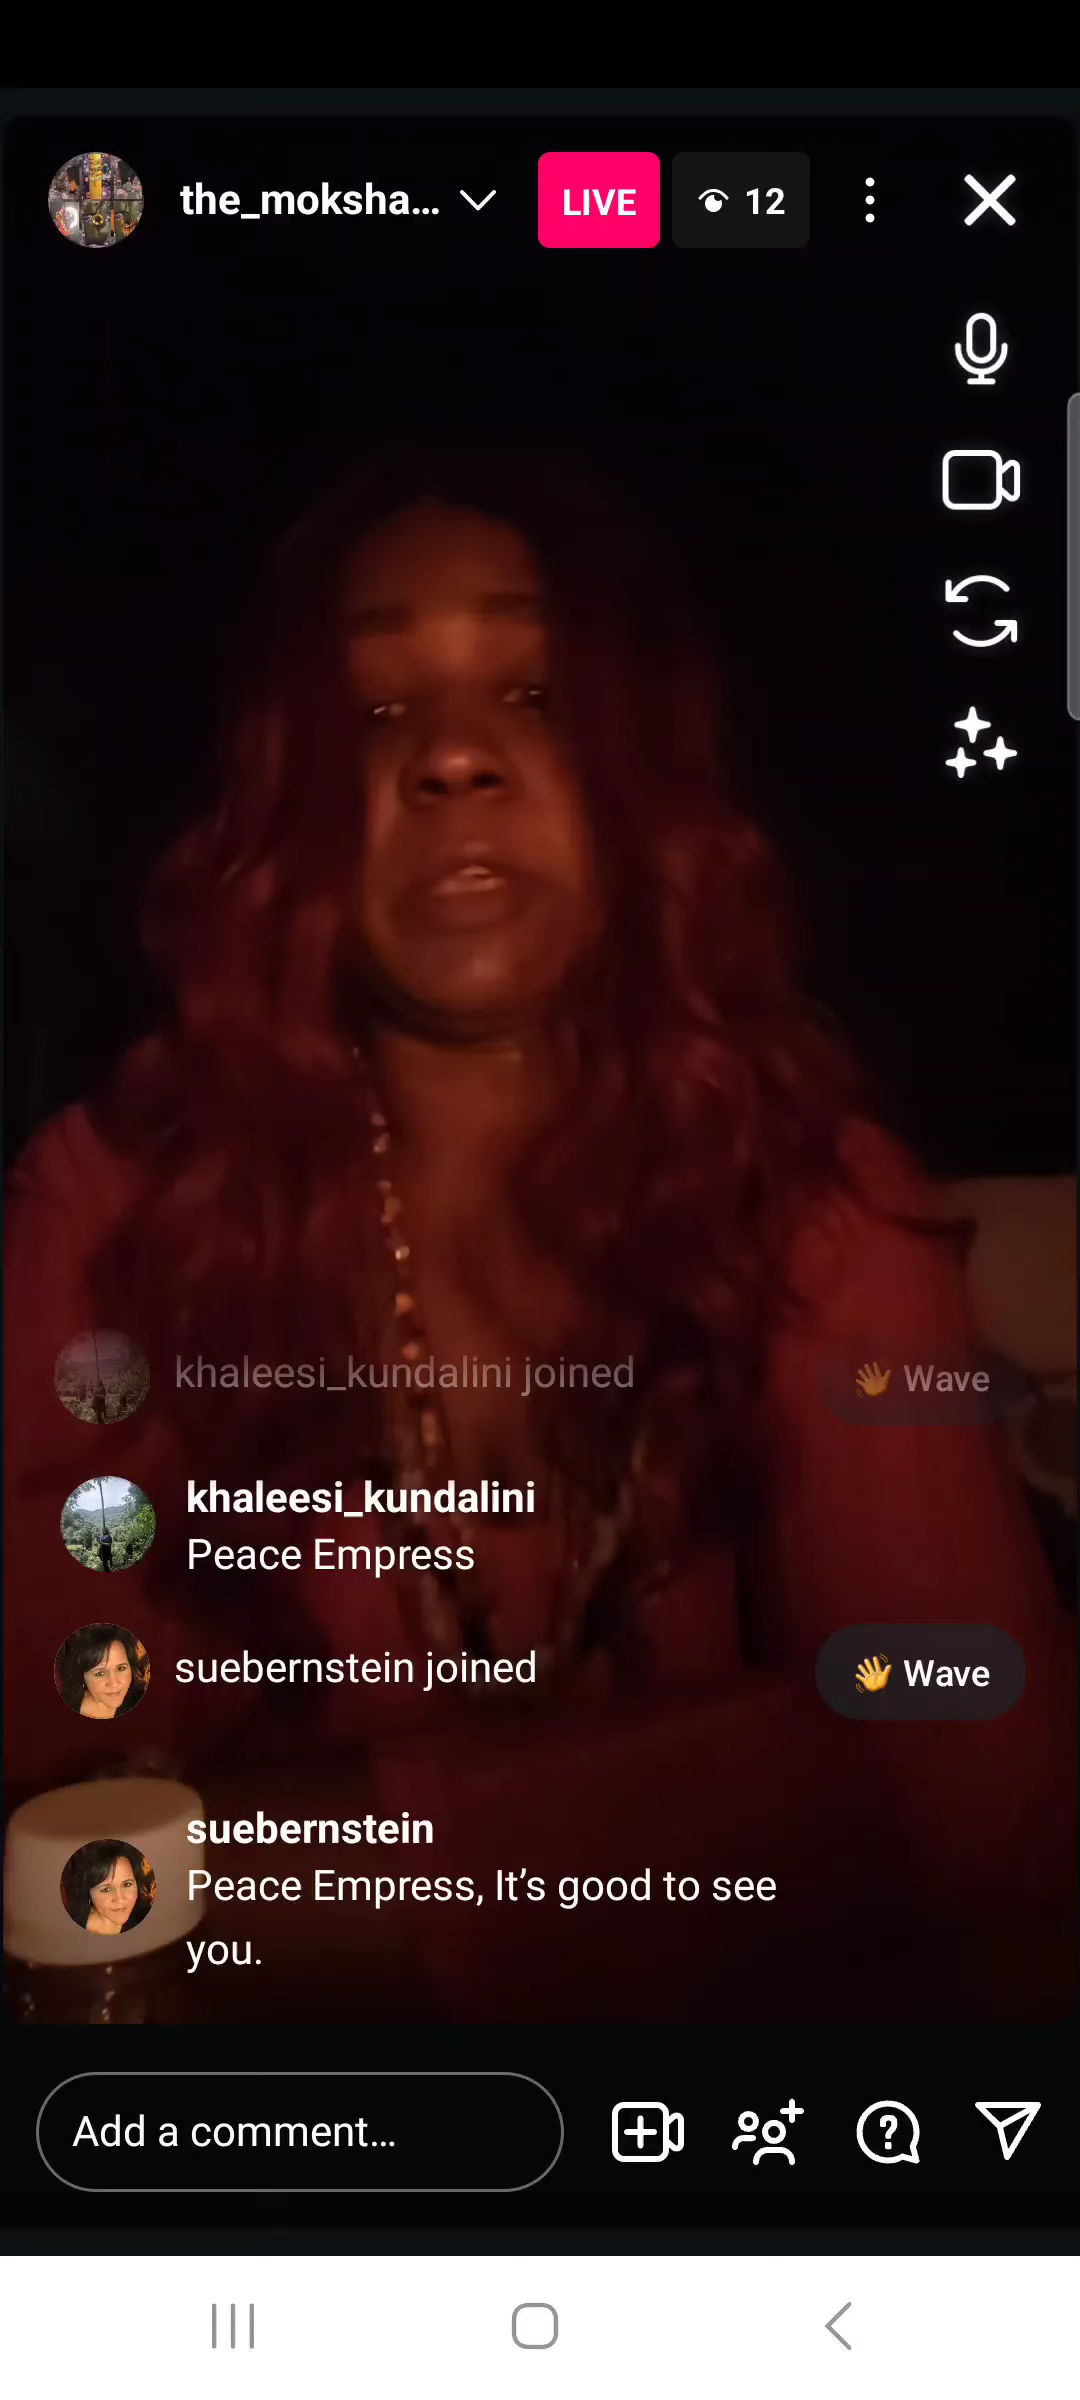 the_moksha...
LIVE
12
khaleesi_kundalini joined
👋 Wave
khaleesi_kundalini
Peace Empress
suebernstein joined
👋 Wave
suebernstein
Peace Empress, It’s good to see
you.
Add a comment...